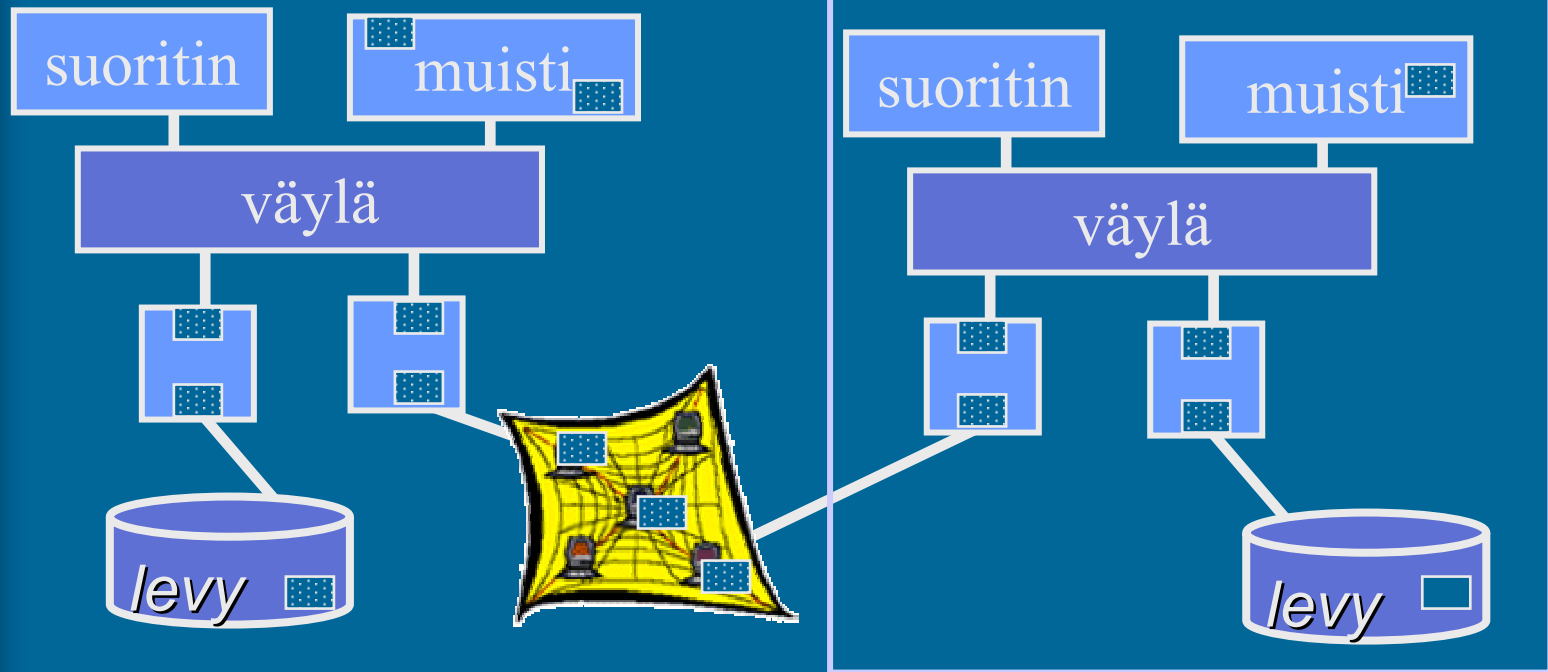 suoritin
muisti
väylä
levy
suoritin
muisti
väylä
levy